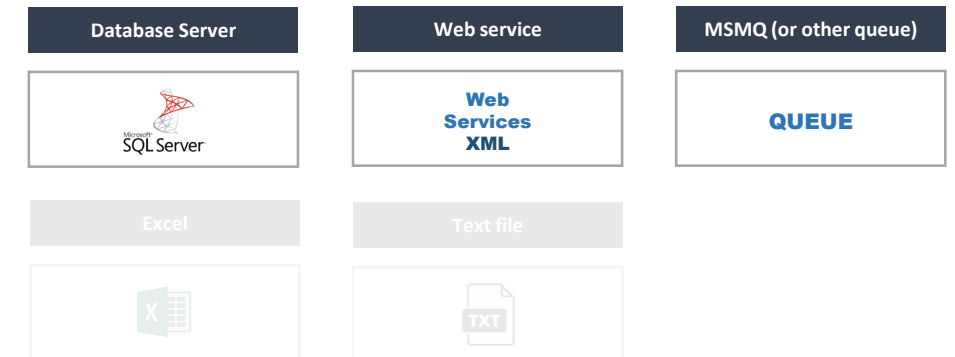 Database Server
Web service
MSMQ (or other queue)
Microsoft
SQL Server
Web
Services
XML
QUEUE
Excel
Text file
X
TXT